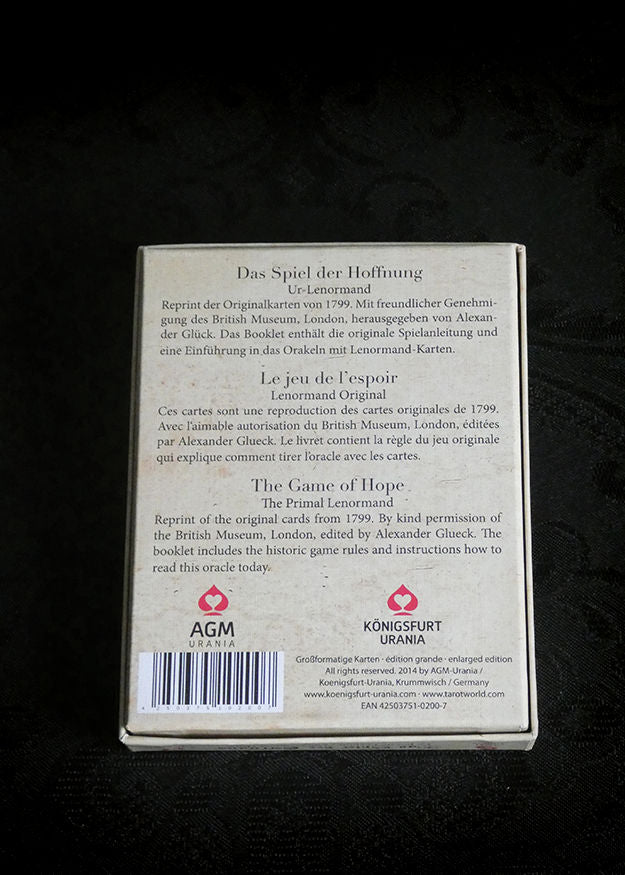 Das Spiel der Hoffnung
Ur-Lenormand
Reprint der Originalkarten von 1799. Mit freundlicher Genehmi-
gung des British Museum, London, herausgegeben von Alexan-
der Glück. Das Booklet enthält die originale Spielanleitung und
eine Einführung in das Orakeln mit Lenormand-Karten.
Le jeu de l'espoir
Lenormand Original
Ces cartes sont une reproduction des cartes originales de 1799.
Avec l'aimable autorisation du British Museum, London, éditées
par Alexander Glueck. Le livret contient la règle du jeu originale
qui explique comment tirer l'oracle avec les cartes.
The Game of Hope
The Primal Lenormand
Reprint of the original cards from 1799. By kind permission of
the British Museum, London, edited by Alexander Glueck. The
booklet includes the historic game rules and instructions how to
read this oracle today.
AGM
URANIA
KÖNIGSFURT
URANIA
Großformatige Karten · édition grande · enlarged edition
All rights reserved. 2014 by AGM-Urania /
Koenigsfurt-Urania, Krummwisch / Germany
www.koenigsfurt-urania.com · www.tarotworld.com
EAN 42503751-0200-7
4 250375 102007